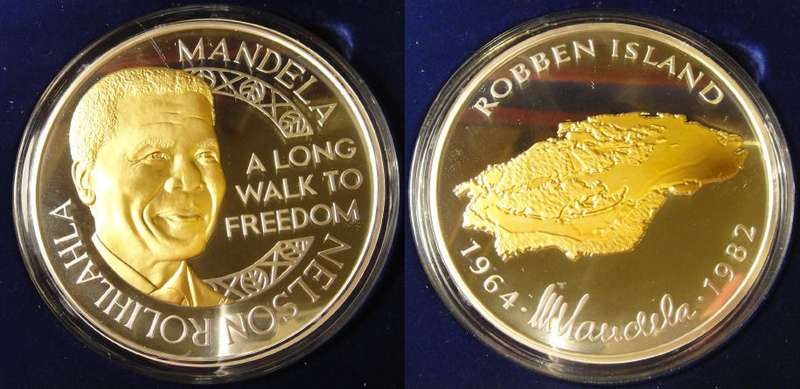 NELSON ROLIHLAHLA MANDELA
A LONG
WALK TO
FREEDOM
ROBBEN ISLAND
1964 · Mandela · 1982